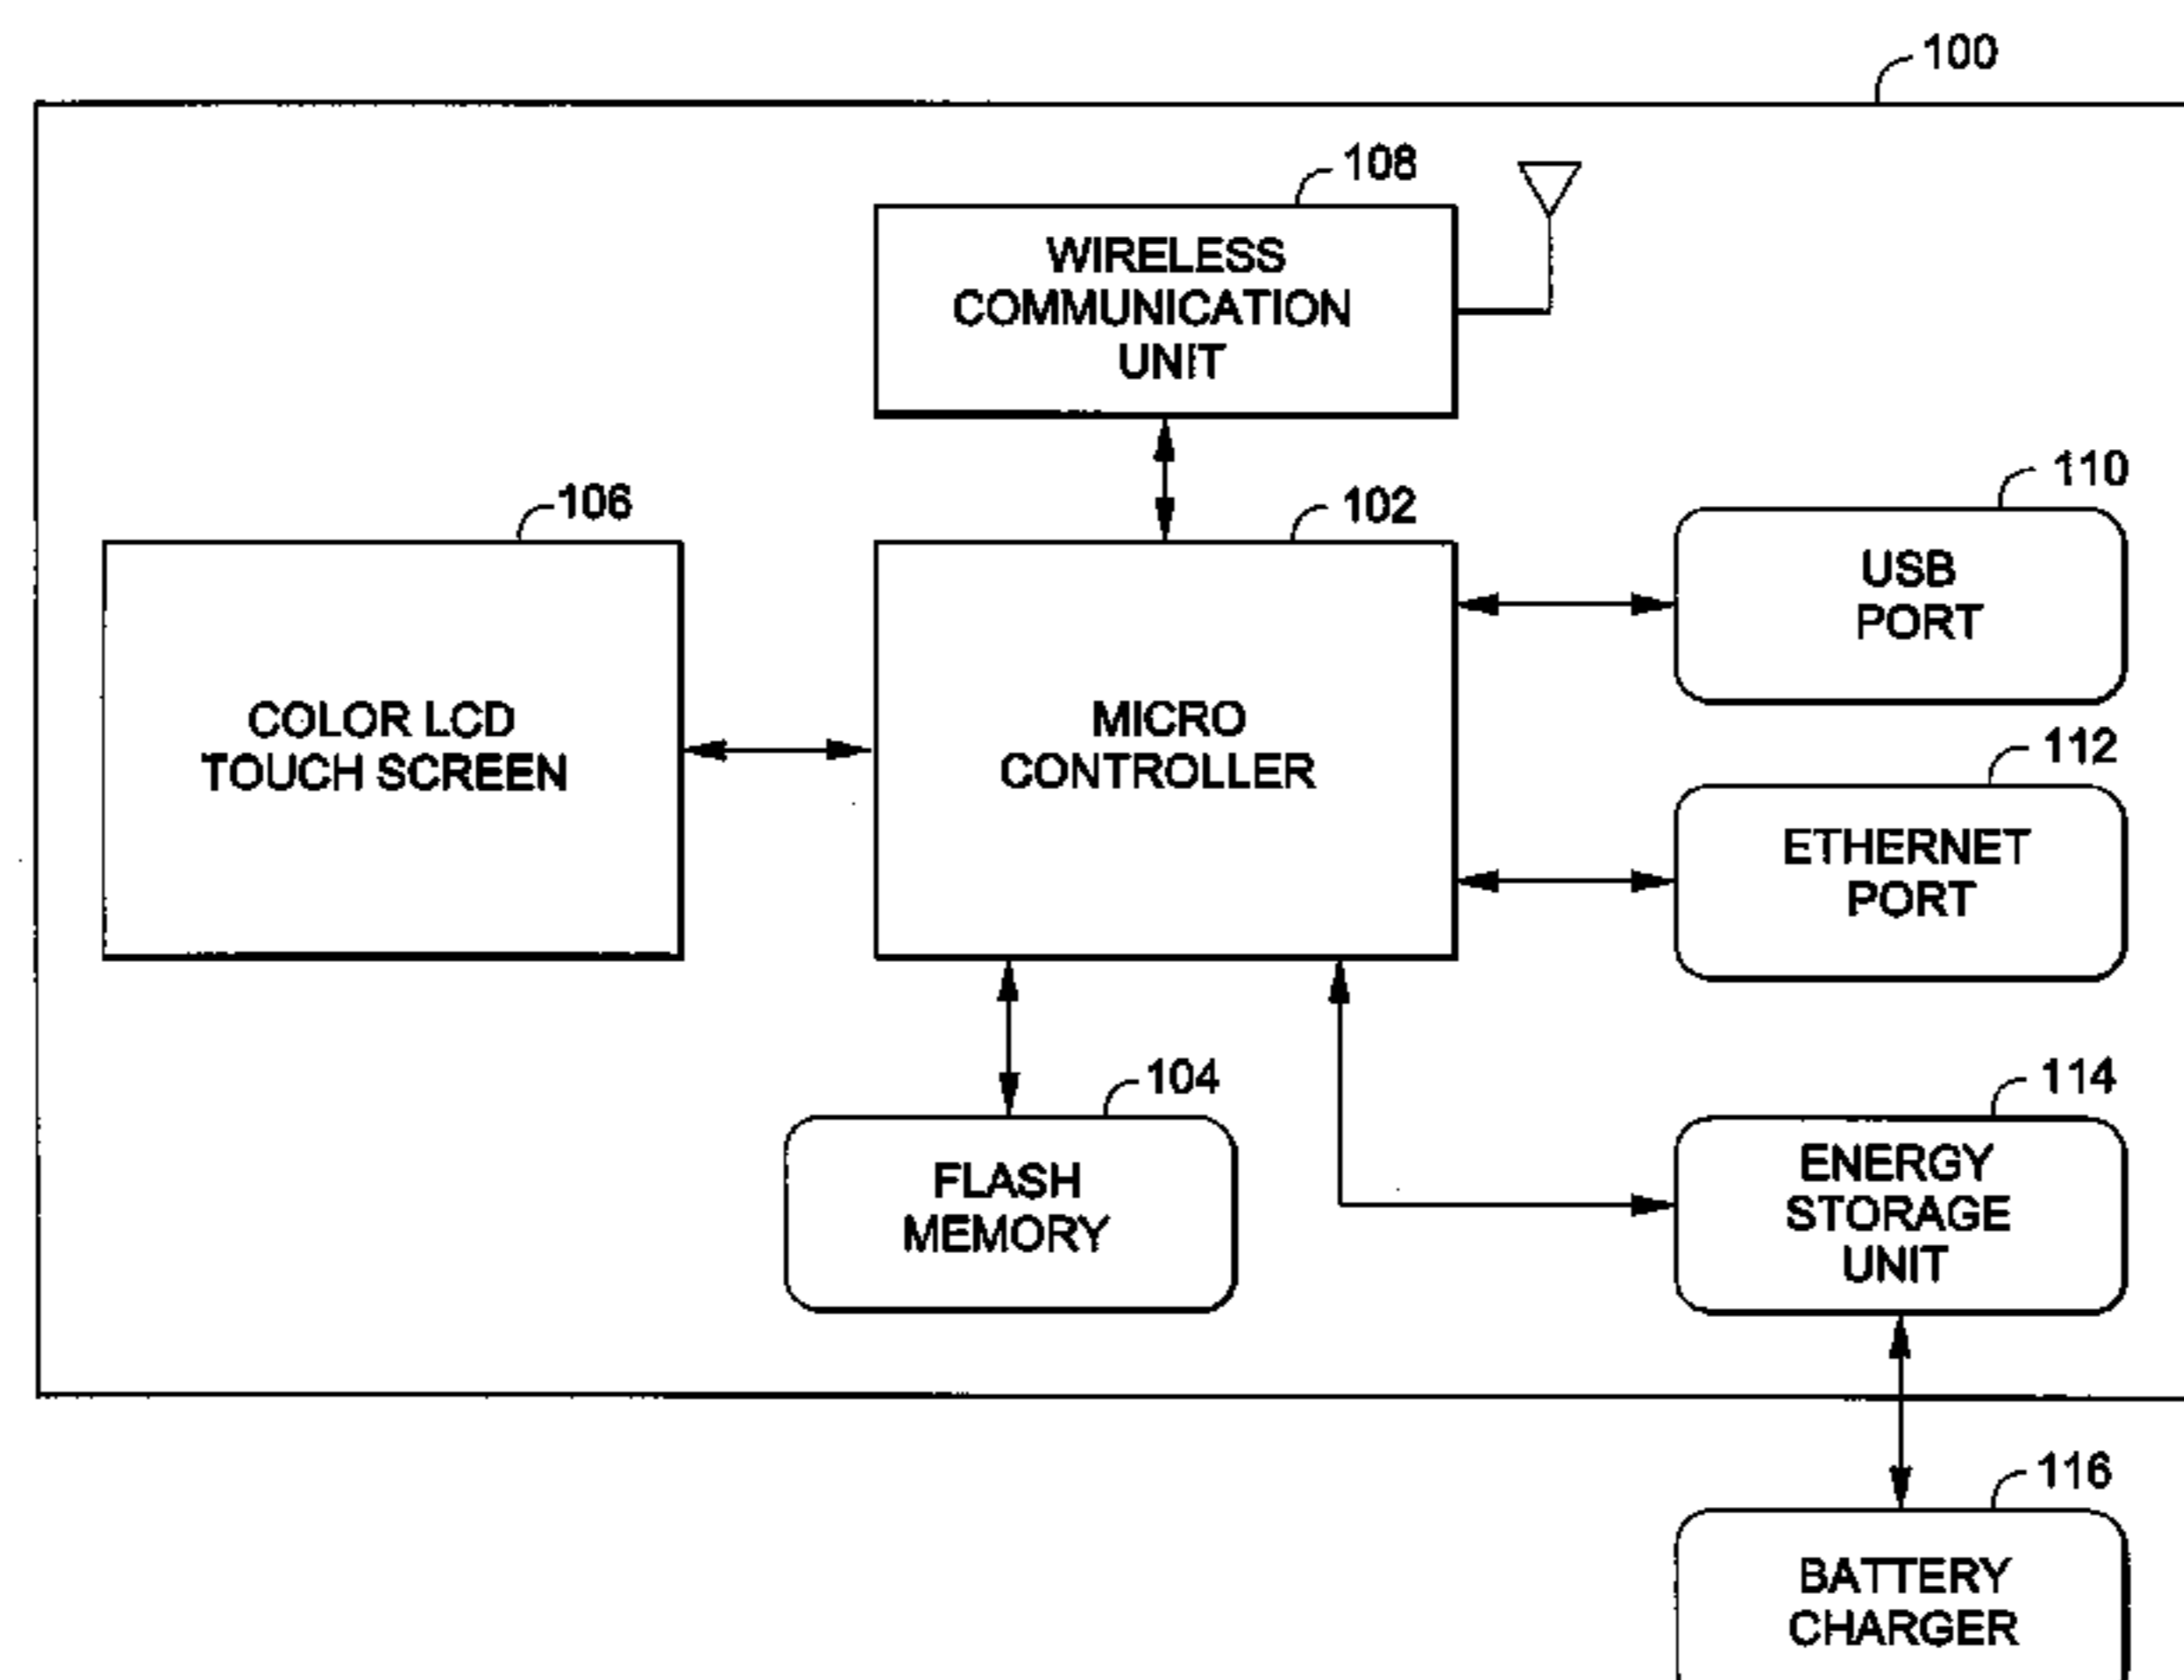 100
108
WIRELESS
COMMUNICATION
UNIT
106
102
110
USB
PORT
COLOR LCD
TOUCH SCREEN
MICRO
CONTROLLER
112
ETHERNET
PORT
104
FLASH
MEMORY
114
ENERGY
STORAGE
UNIT
116
BATTERY
CHARGER